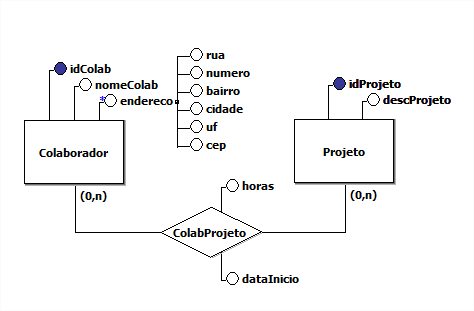 rua
idColab
numero
nomeColab
idProjeto
bairro
* endereco
descProjeto
cidade
uf
cep
Colaborador
Projeto
(0,n)
(0,n)
horas
ColabProjeto
dataInicio